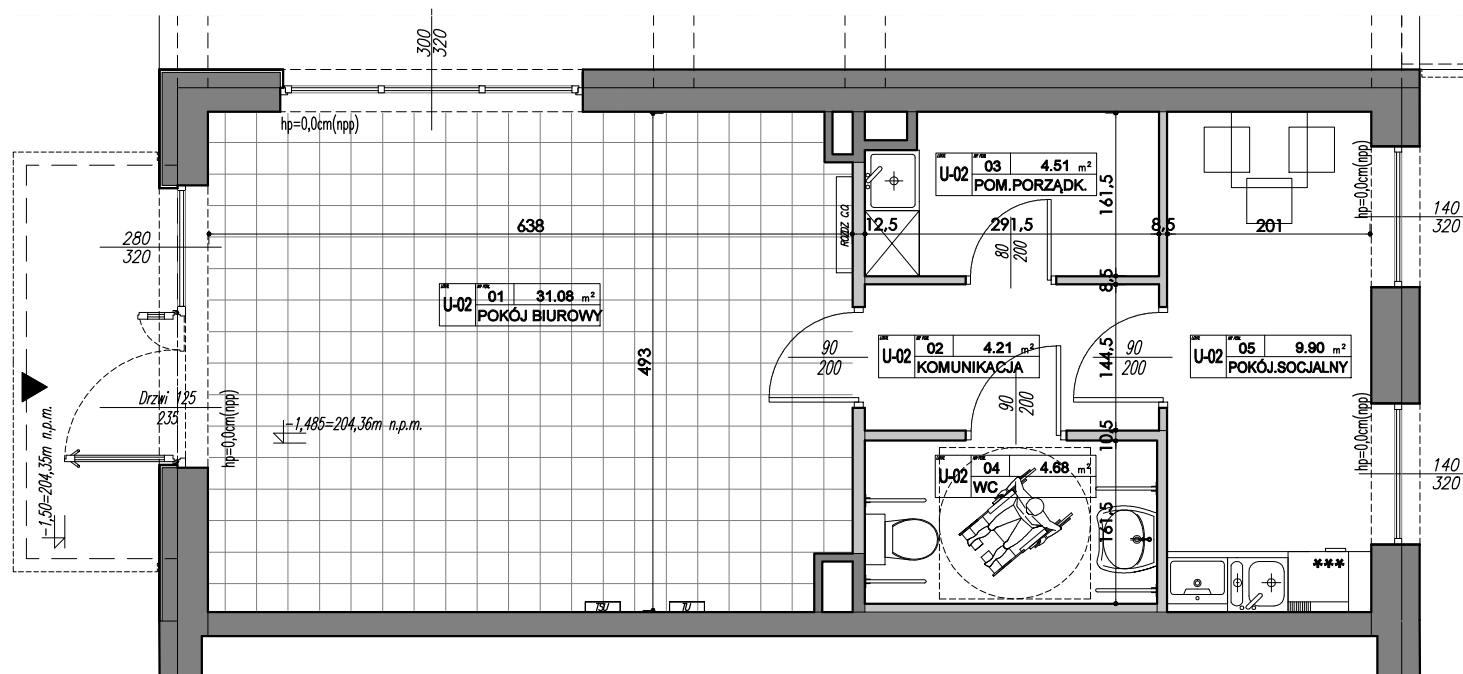 300
320
hp=0,0cm(npp)
U-02 03 4.51 m²
POM.PORZĄDK.
161,5
hp=0,0cm(npp)
140
320
280
320
638
ROZDZ C.O.
12,5
291,5
8,5
201
80
200
8,5
U-02 01 31.08 m²
POKÓJ BIUROWY
493
90
200
U-02 02 4.21 m²
KOMUNIKACJA
144,5
90
200
U-02 05 9.90 m²
POKÓJ.SOCJALNY
Drzwi 125
235
hp=0,0cm(npp)
-1,485=204,36m n.p.m.
90
200
10,5
hp=0,0cm(npp)
-1,50=204,35m n.p.m.
U-02 04 4.68 m²
WC
161,5
140
320
***
TSU
TU